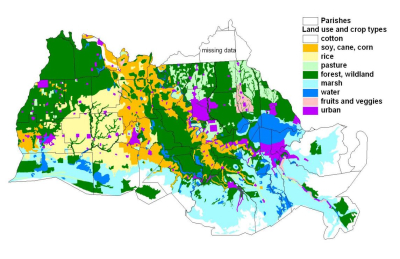 missing data
Parishes
Land use and crop types
cotton
soy, cane, corn
rice
pasture
forest, wildland
marsh
water
fruits and veggies
urban